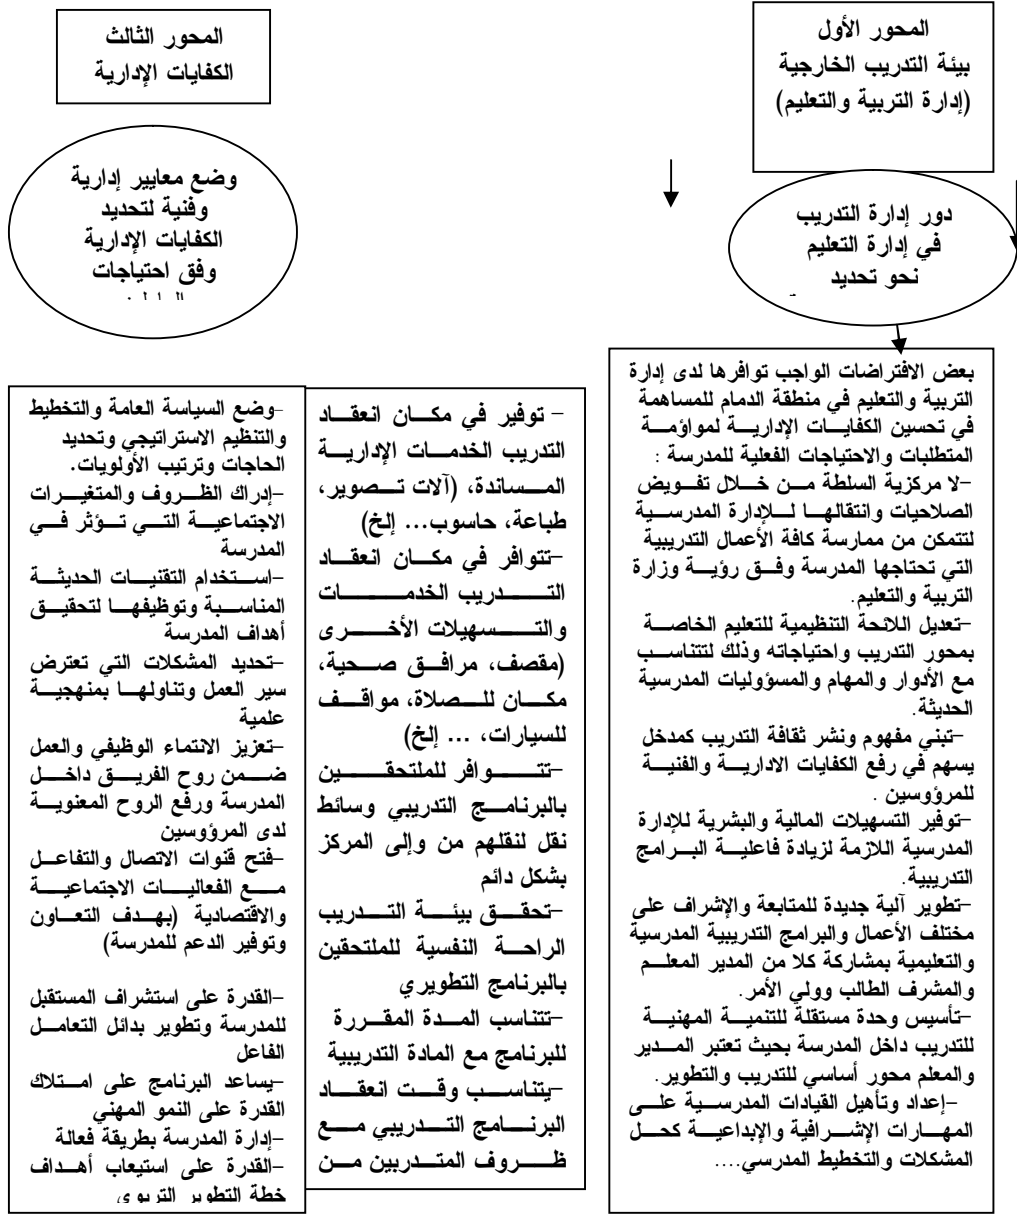 المحور الأول
بيئة التدريب الخارجية
(إدارة التربية والتعليم)
المحور الثالث
الكفايات الإدارية
دور إدارة التدريب
في إدارة التعليم
نحو تحديد
وضع معايير إدارية
وفنية لتحديد
الكفايات الإدارية
وفق احتياجات
بعض الافتراضات الواجب توافرها لدى إدارة
التربية والتعليم في منطقة الدمام للمساهمة
في تحسين الكفايات الإدارية لمواؤمة
المتطلبات والاحتياجات الفعلية للمدرسة :
-لا مركزية السلطة من خلال تفويض
الصلاحيات وانتقالها للإدارة المدرسية
لتتمكن من ممارسة كافة الأعمال التدريبية
التي تحتاجها المدرسة وفق رؤية وزارة
التربية والتعليم.
-تعديل اللائحة التنظيمية للتعليم الخاصة
بمحور التدريب واحتياجاته وذلك لتتناسب
مع الأدوار والمهام والمسؤوليات المدرسية
الحديثة.
-تبني مفهوم ونشر ثقافة التدريب كمدخل
يسهم في رفع الكفايات الادارية والفنية
للمرؤوسين .
-توفير التسهيلات المالية والبشرية للإدارة
المدرسية اللازمة لزيادة فاعلية البرامج
التدريبية.
-تطوير آلية جديدة للمتابعة والإشراف على
مختلف الأعمال والبرامج التدريبية المدرسية
والتعليمية بمشاركة كلا من المدير المعلم
والمشرف الطالب وولي الأمر.
-تأسيس وحدة مستقلة للتنمية المهنية
للتدريب داخل المدرسة بحيث تعتبر المدير
والمعلم محور أساسي للتدريب والتطوير.
-إعداد وتأهيل القيادات المدرسية على
المهارات الإشرافية والإبداعية كحل
المشكلات والتخطيط المدرسي....
- توفير في مكان انعقاد
التدريب الخدمات الإدارية
المساندة، (آلات تصوير،
طباعة، حاسوب... إلخ)
-تتوافر في مكان انعقاد
التدريب الخدمات
والتسهيلات الأخرى
(مقصف، مرافق صحية،
مكان للصلاة، مواقف
للسيارات، ... إلخ)
-تتوافر للملتحقين
بالبرنامج التدريبي وسائط
نقل لنقلهم من وإلى المركز
بشكل دائم
-تحقق بيئة التدريب
الراحة النفسية للملتحقين
بالبرنامج التطويري
-تتناسب المدة المقررة
للبرنامج مع المادة التدريبية
-يتناسب وقت انعقاد
البرنامج التدريبي مع
ظروف المتدربين من
-وضع السياسة العامة والتخطيط
والتنظيم الاستراتيجي وتحديد
الحاجات وترتيب الأولويات.
-إدراك الظروف والمتغيرات
الاجتماعية التي تؤثر في
المدرسة
-استخدام التقنيات الحديثة
المناسبة وتوظيفها لتحقيق
أهداف المدرسة
-تحديد المشكلات التي تعترض
سير العمل وتناولها بمنهجية
علمية
-تعزيز الانتماء الوظيفي والعمل
ضمن روح الفريق داخل
المدرسة ورفع الروح المعنوية
لدى المرؤوسين
-فتح قنوات الاتصال والتفاعل
مع الفعاليات الاجتماعية
والاقتصادية (بهدف التعاون
وتوفير الدعم للمدرسة)
-القدرة على استشراف المستقبل
للمدرسة وتطوير بدائل التعامل
الفاعل
-يساعد البرنامج على امتلاك
القدرة على النمو المهني
-إدارة المدرسة بطريقة فعالة
-القدرة على استيعاب أهداف
خطة التطوير التربوي